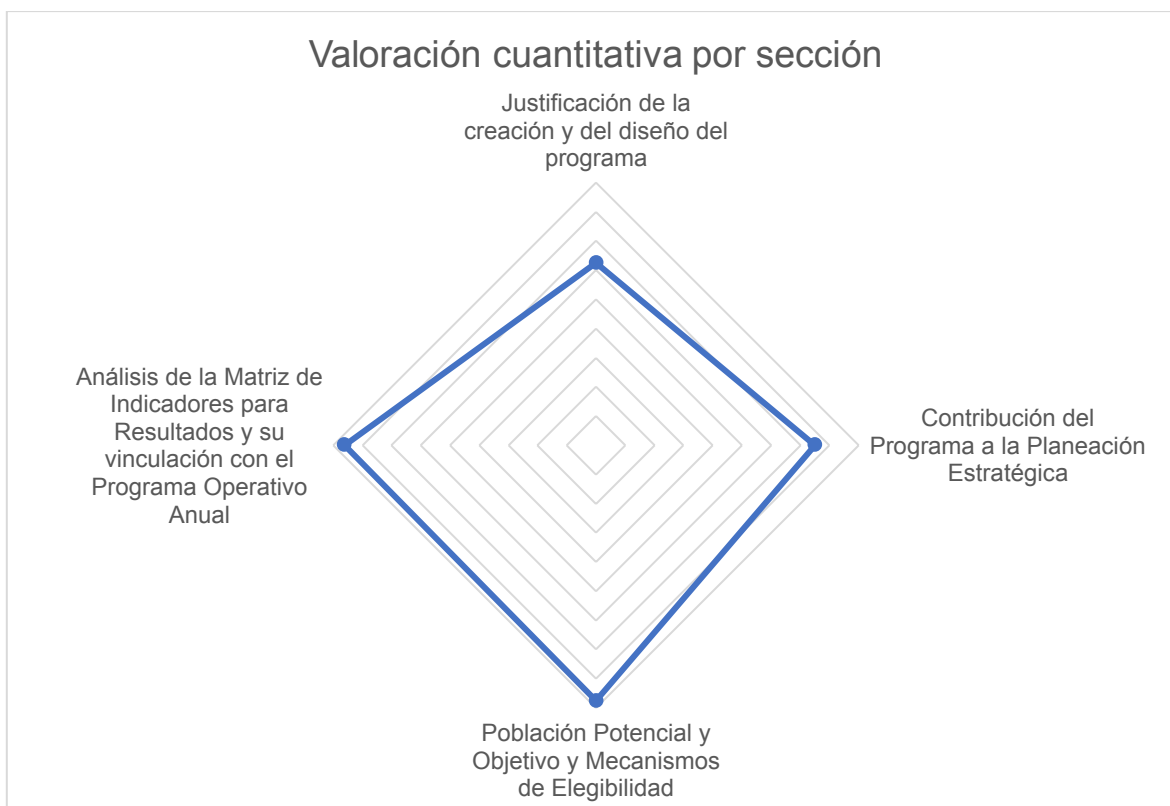 Valoración cuantitativa por sección
Justificación de la
creación y del diseño del
programa
Análisis de la Matriz de
Indicadores para
Resultados y su
vinculación con el
Programa Operativo
Anual
Contribución del
Programa a la Planeación
Estratégica
Población Potencial y
Objetivo y Mecanismos
de Elegibilidad